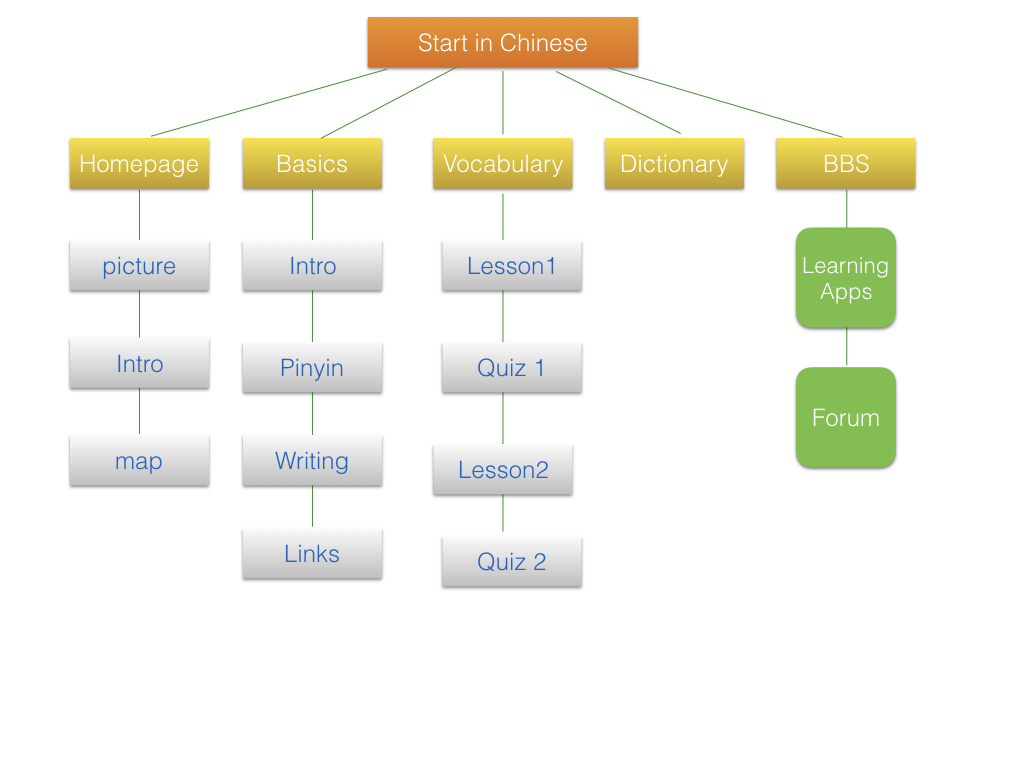 Start in Chinese
Homepage
Basics
Vocabulary
Dictionary
BBS
picture
Intro
map
Intro
Pinyin
Writing
Links
Lesson1
Quiz 1
Lesson2
Quiz 2
Learning
Apps
Forum